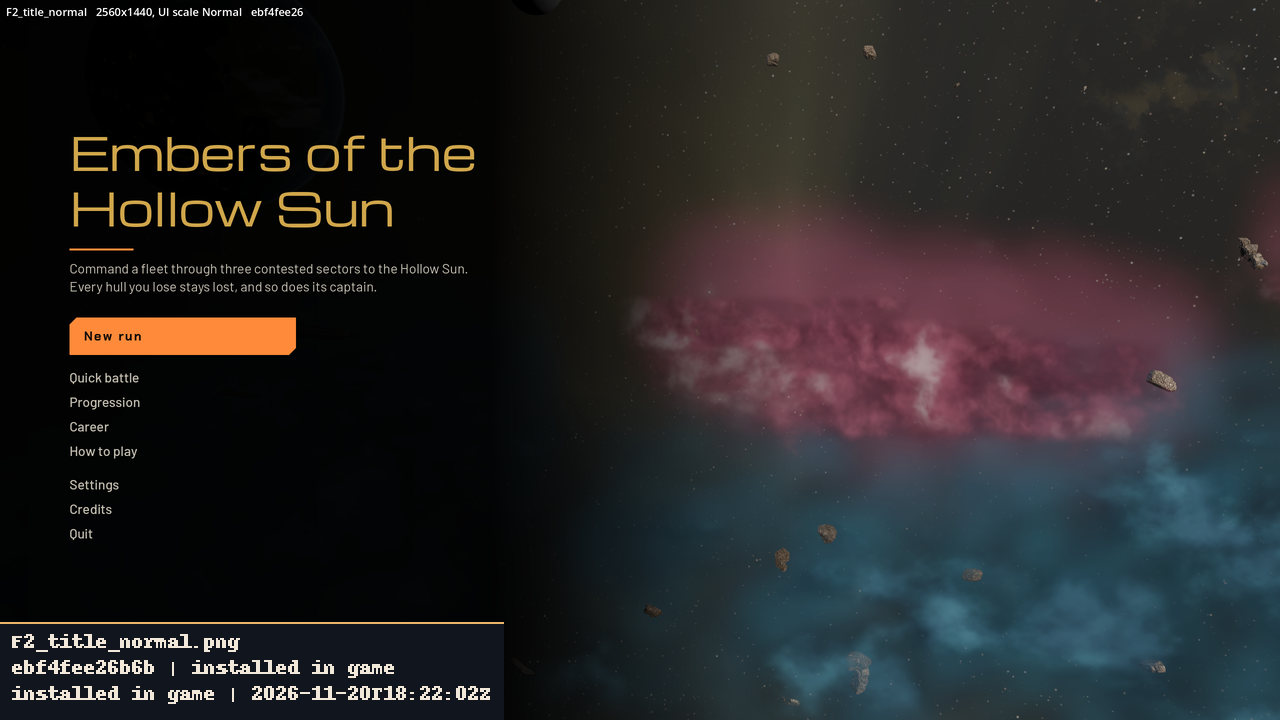 F2_title_normal 2560x1440, UI scale Normal ebf4fee26
Embers of the
Hollow Sun
Command a fleet through three contested sectors to the Hollow Sun.
Every hull you lose stays lost, and so does its captain.
New run
Quick battle
Progression
Career
How to play
Settings
Credits
Quit
F2_title_normal.png
ebf4fee26b6b | installed in game
installed in game | 2026-11-20T18:22:02Z